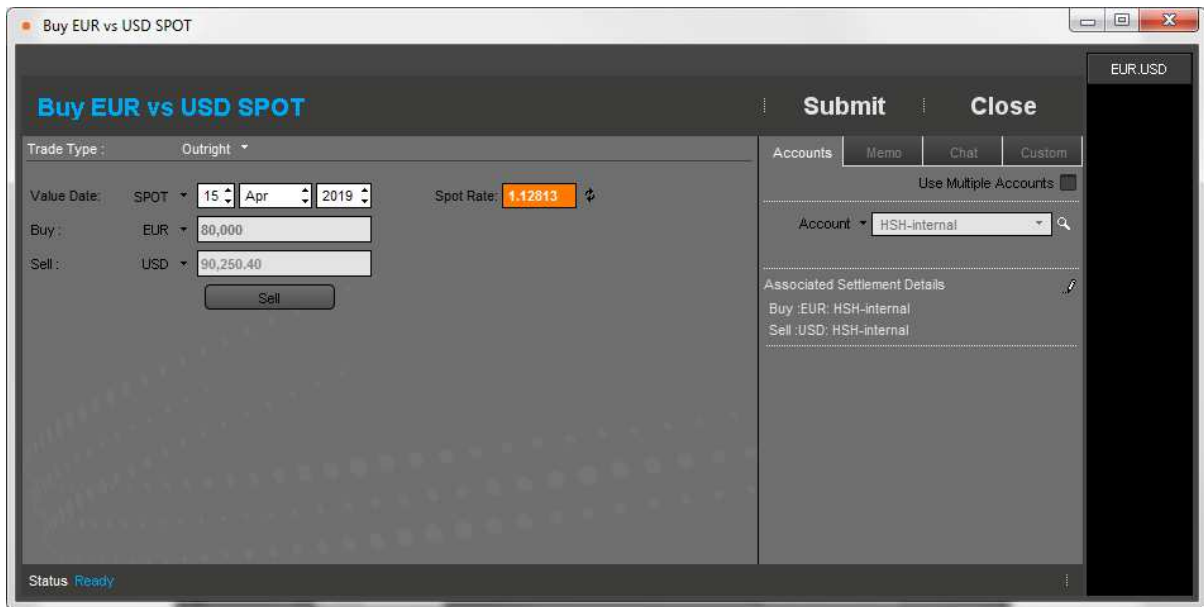 Buy EUR vs USD SPOT
EUR.USD
Buy EUR vs USD SPOT Submit Close
Trade Type : Outright
Accounts Memo Chat Custom
Use Multiple Accounts
Value Date: SPOT 15 Apr 2019 Spot Rate: 1.12813
Buy : EUR 80,000
Account HSH-internal
Sell : USD 90,250.40
Sell
Associated Settlement Details
Buy :EUR: HSH-internal
Sell :USD: HSH-internal
Status Ready